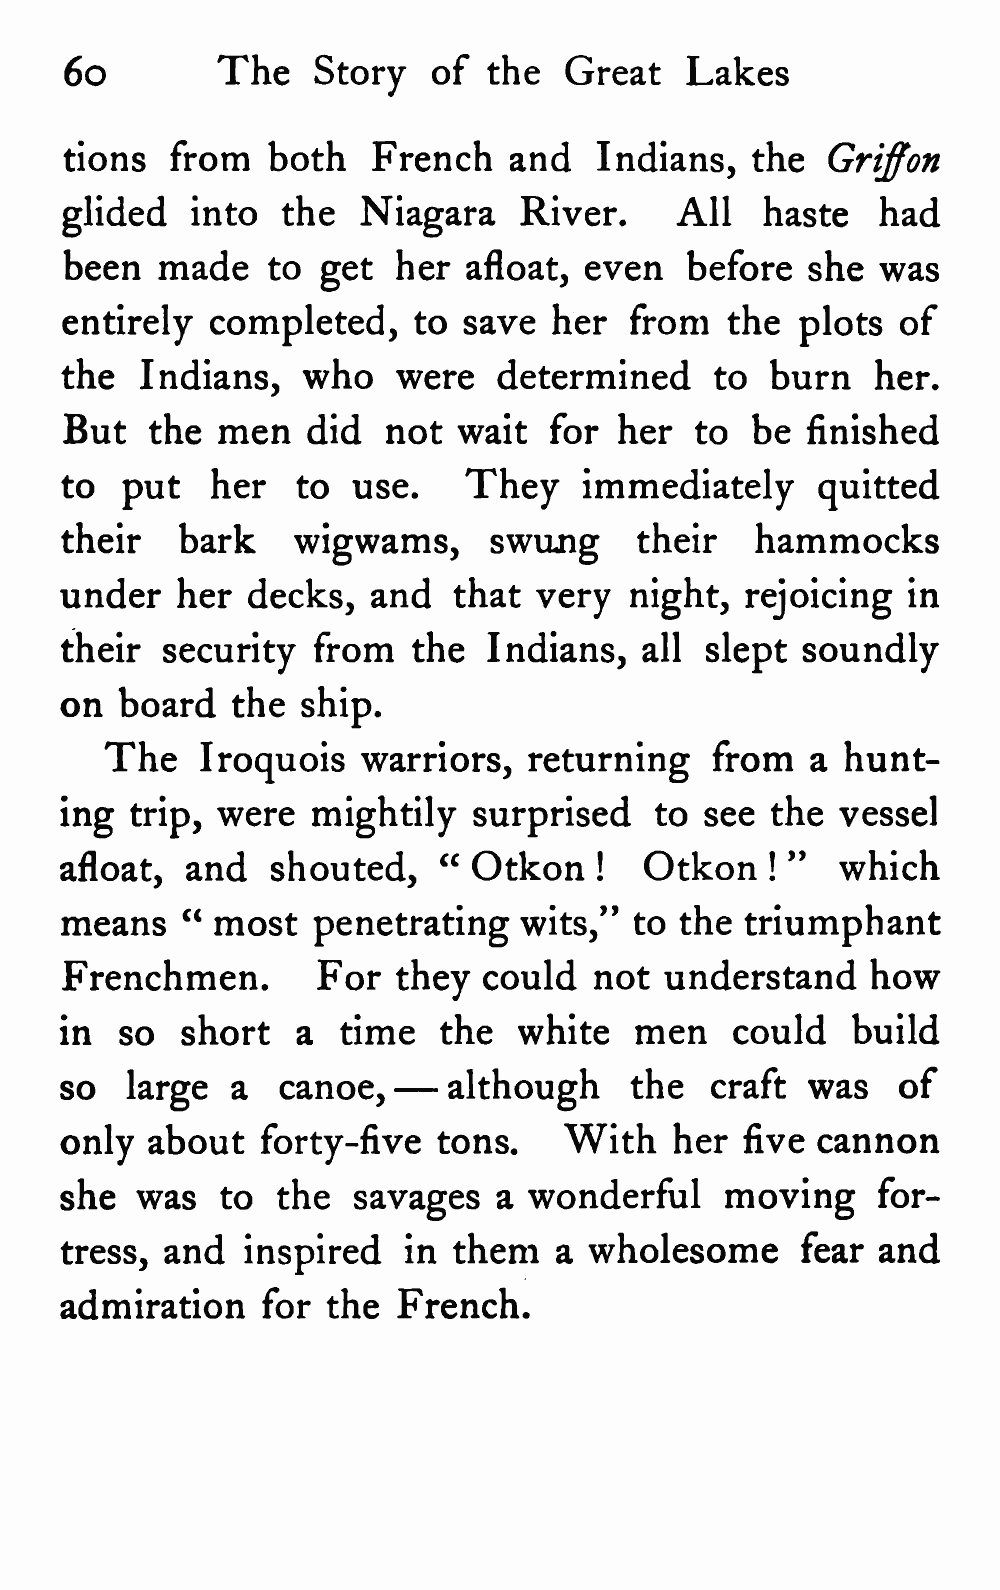 60 The Story of the Great Lakes
tions from both French and Indians, the Griffon
glided into the Niagara River. All haste had
been made to get her afloat, even before she was
entirely completed, to save her from the plots of
the Indians, who were determined to burn her.
But the men did not wait for her to be finished
to put her to use. They immediately quitted
their bark wigwams, swung their hammocks
under her decks, and that very night, rejoicing in
their security from the Indians, all slept soundly
on board the ship.
The Iroquois warriors, returning from a hunt-
ing trip, were mightily surprised to see the vessel
afloat, and shouted, “ Otkon ! Otkon ! ” which
means “ most penetrating wits,” to the triumphant
Frenchmen. For they could not understand how
in so short a time the white men could build
so large a canoe, — although the craft was of
only about forty-five tons. With her five cannon
she was to the savages a wonderful moving for-
tress, and inspired in them a wholesome fear and
admiration for the French.